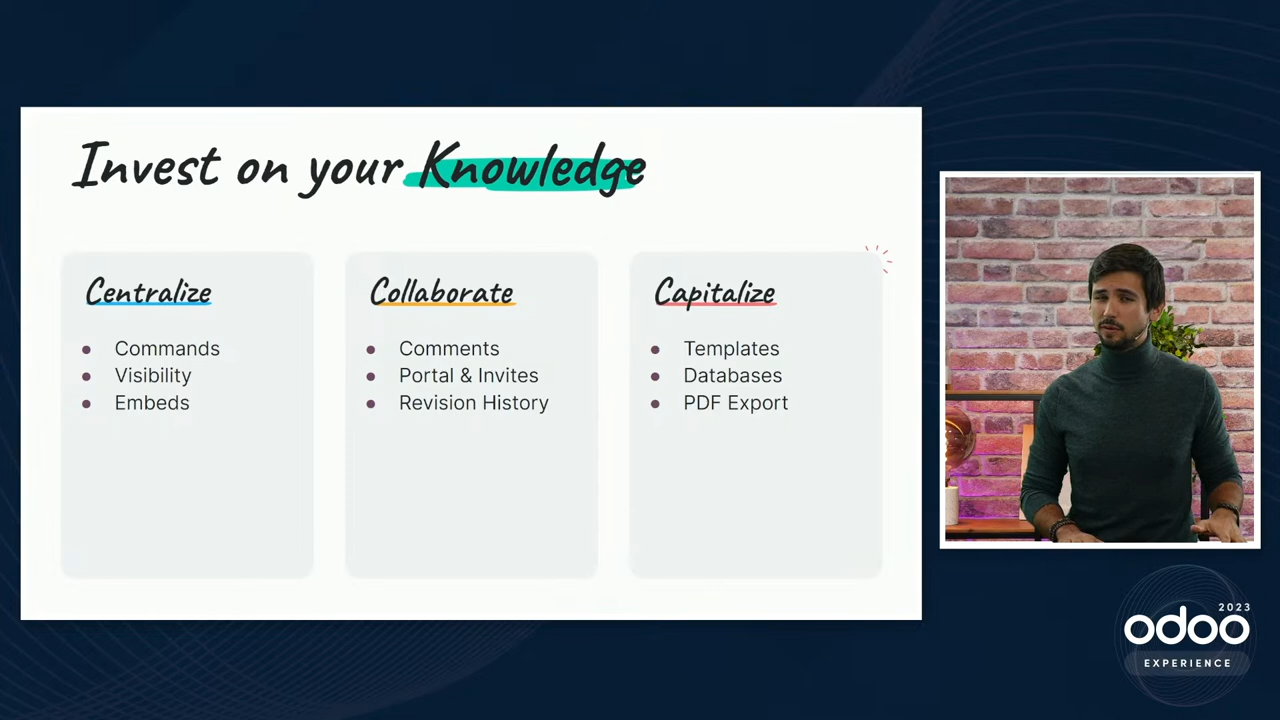 Invest on your Knowledge
Centralize
Commands
Visibility
Embeds
Collaborate
Comments
Portal & Invites
Revision History
Capitalize
Templates
Databases
PDF Export
2023
odoo
EXPERIENCE